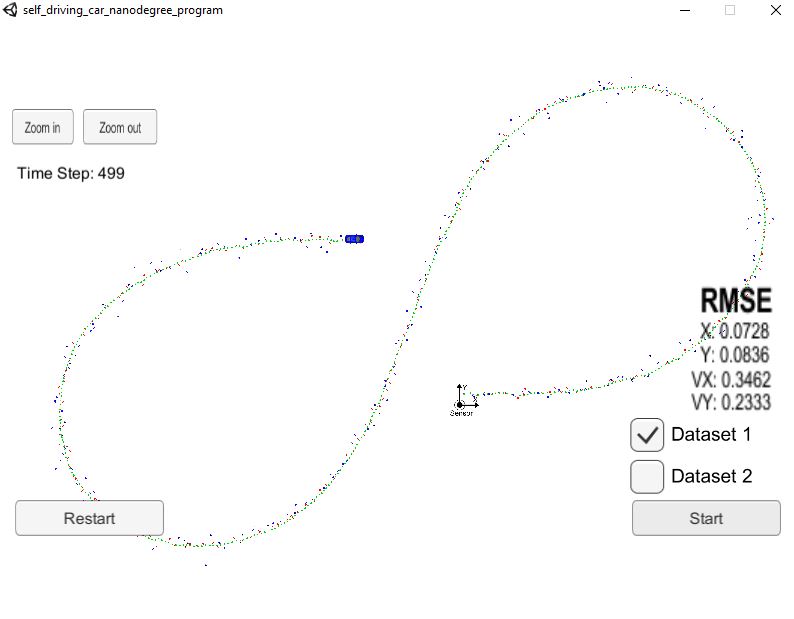 self_driving_car_nanodegree_program
Zoom in
Zoom out
Time Step: 499
RMSE
X: 0.0728
Y: 0.0836
VX: 0.3462
VY: 0.2333
Y
X
Sensor
Dataset 1
Dataset 2
Restart
Start